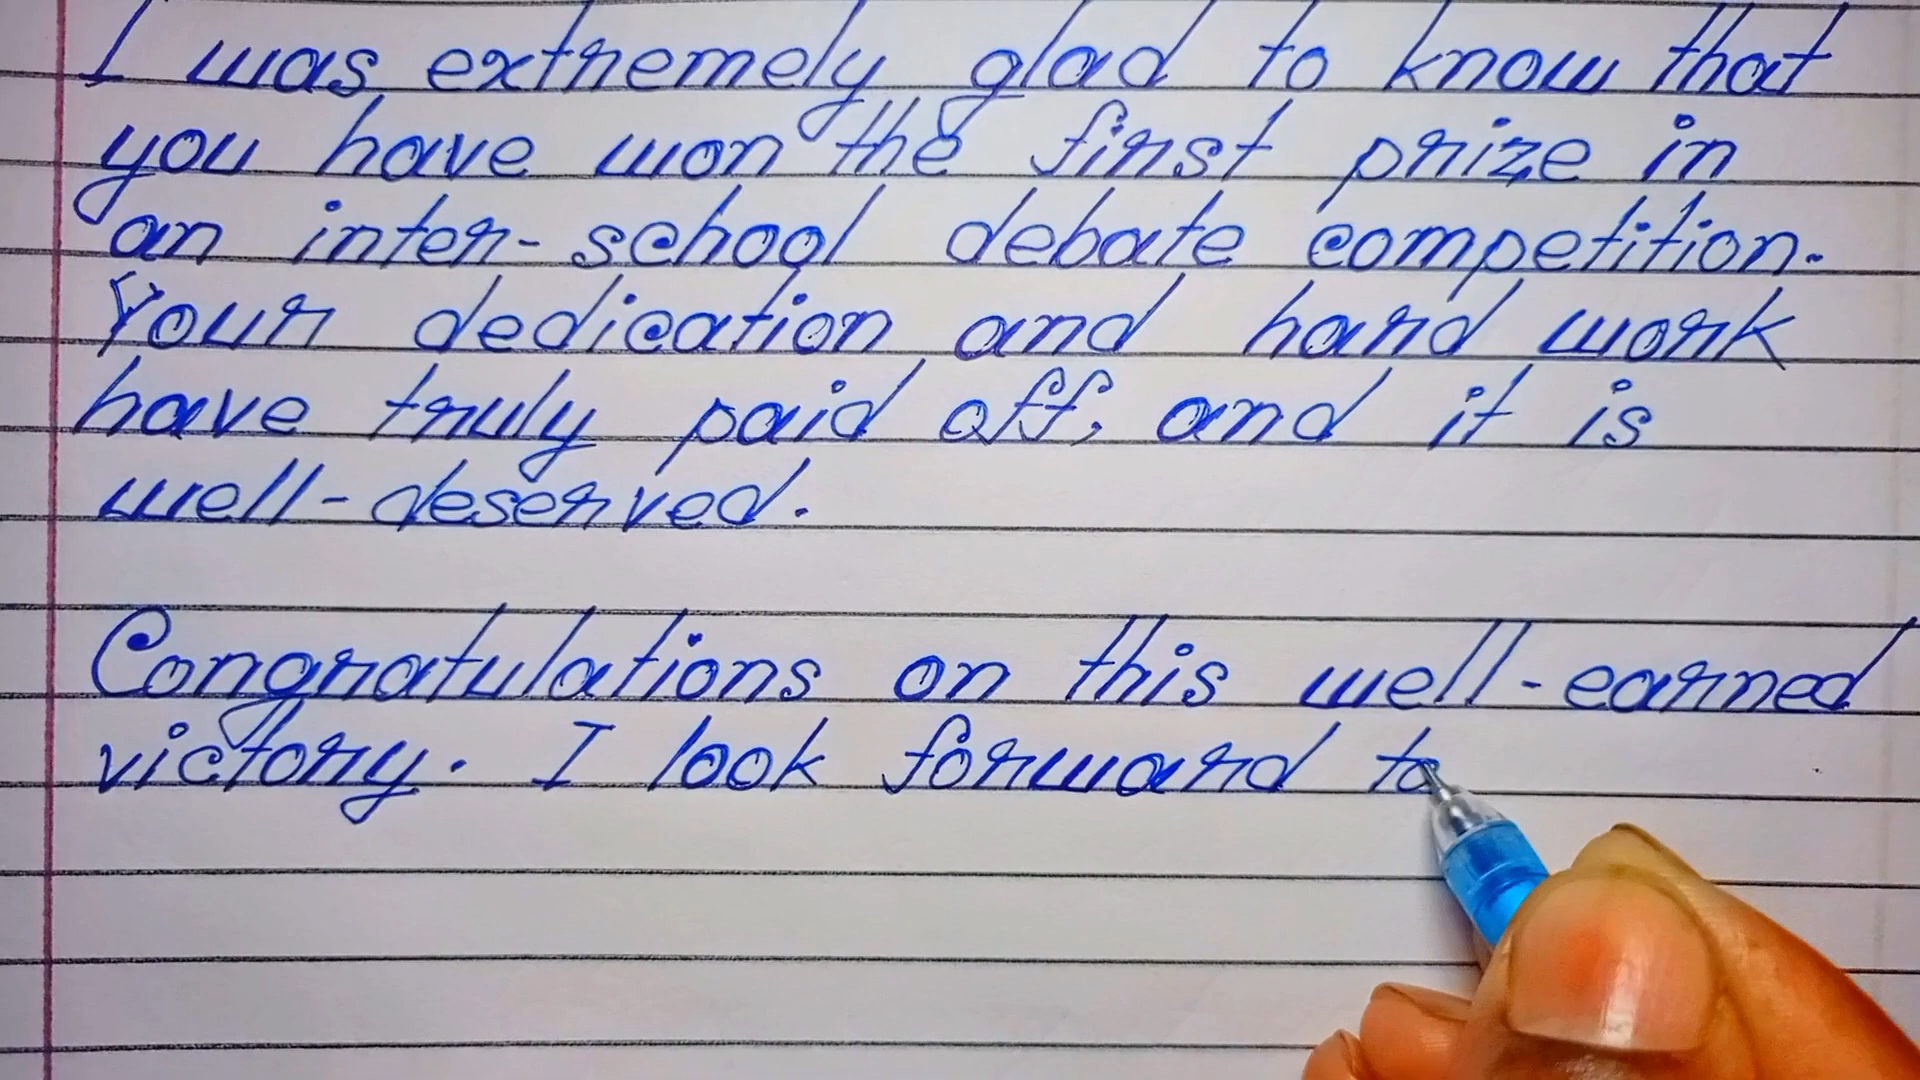 I was extremely glad to know that
you have won the first prize in
an inter-school debate competition.
Your dedication and hard work
have truly paid off, and it is
well-deserved.
Congratulations on this well-earned
victory. I look forward to